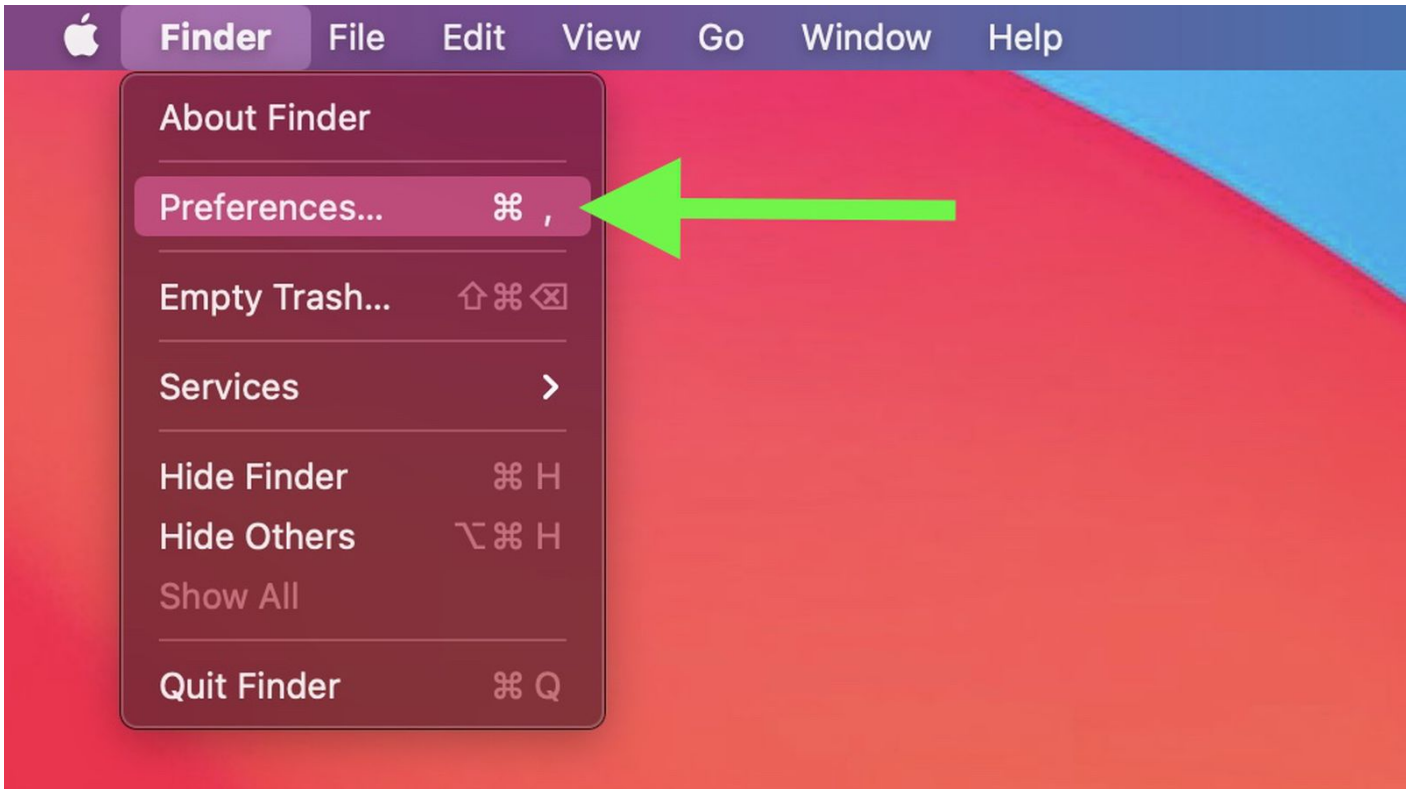 Finder File Edit View Go Window Help
About Finder
Preferences... ⌘ ,
Empty Trash... ⇧⌘⌫
Services >
Hide Finder ⌘ H
Hide Others ⌥⌘ H
Show All
Quit Finder ⌘ Q